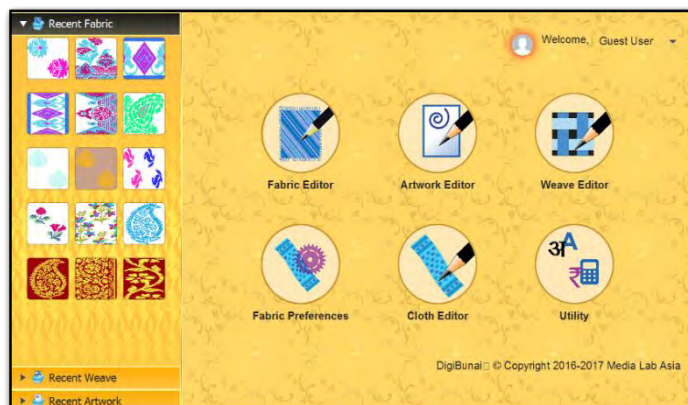 Recent Fabric
Welcome, Guest User
Fabric Editor
Artwork Editor
Weave Editor
अA
₹
Fabric Preferences
Cloth Editor
Utility
DigiBunai□ © Copyright 2016-2017 Media Lab Asia
Recent Weave
Recent Artwork